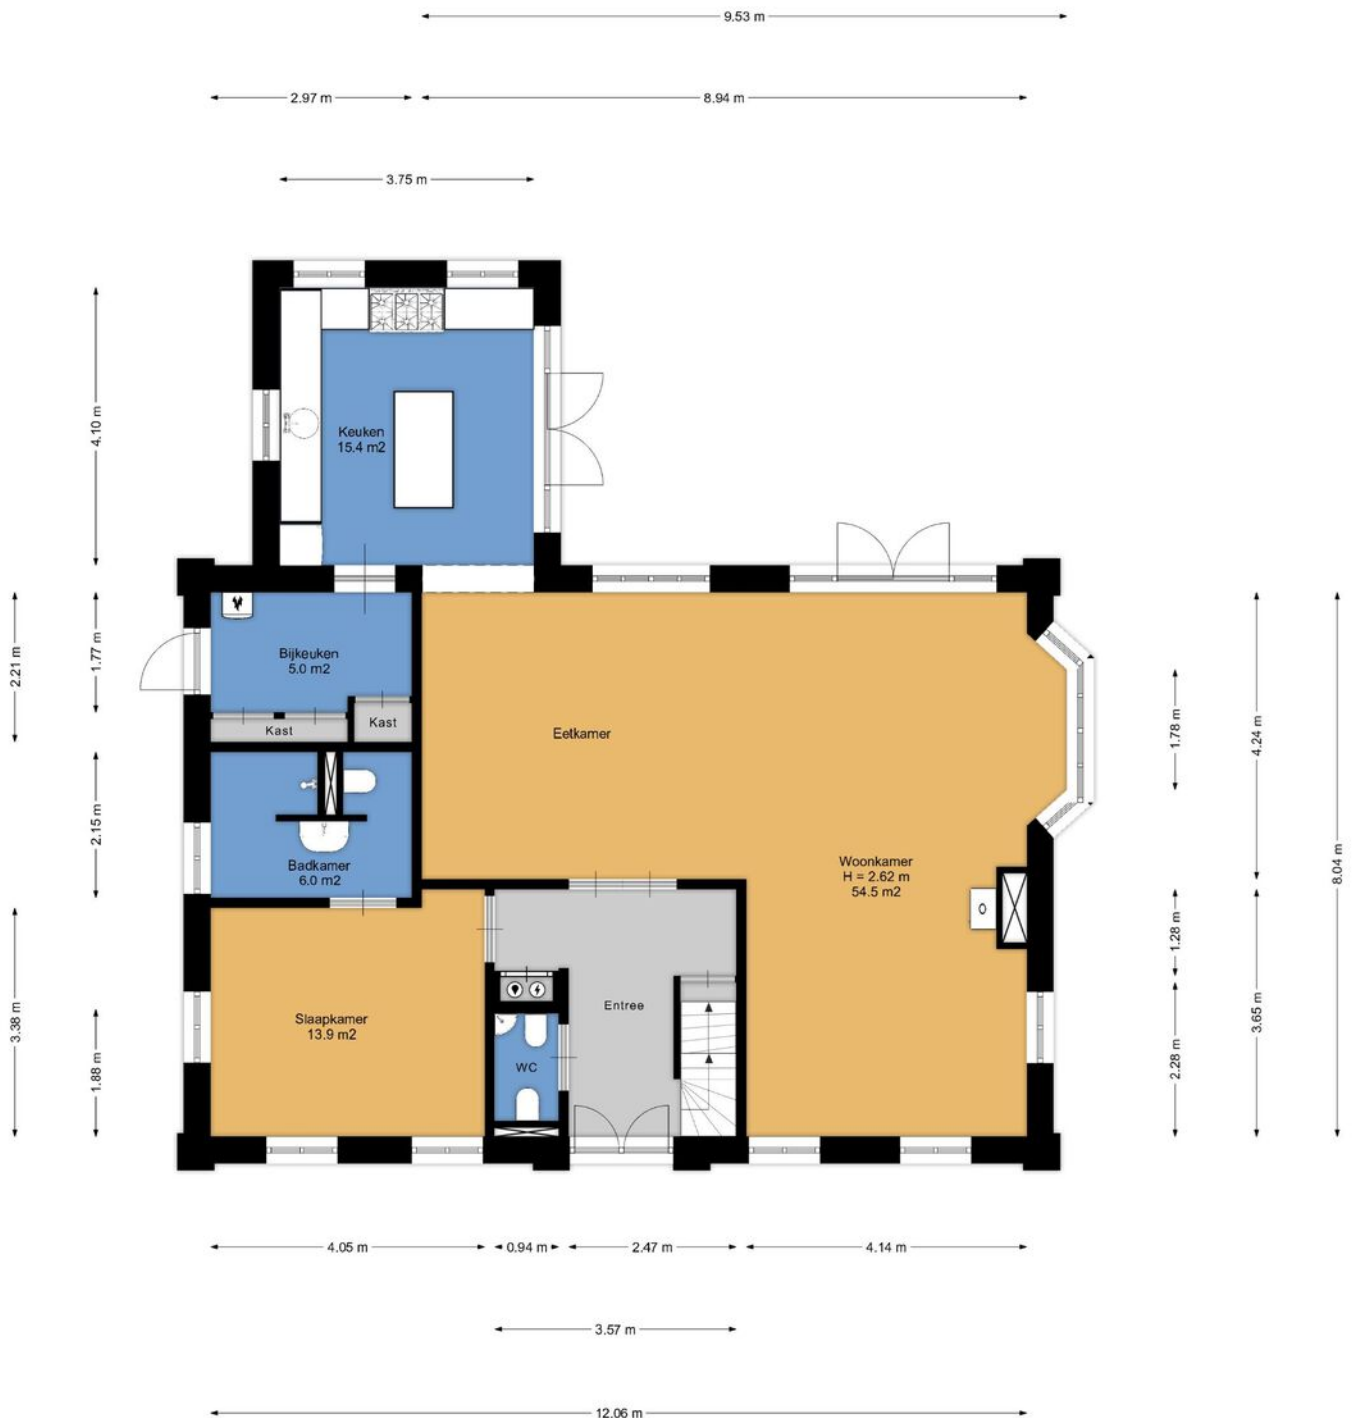 9.53 m
2.97 m
8.94 m
3.75 m
4.10 m
Keuken
15.4 m2
2.21 m
1.77 m
Bijkeuken
5.0 m2
Kast
Kast
Eetkamer
1.78 m
4.24 m
8.04 m
2.15 m
Badkamer
6.0 m2
Woonkamer
H = 2.62 m
54.5 m2
1.28 m
3.38 m
1.88 m
Slaapkamer
13.9 m2
Entree
WC
2.28 m
3.65 m
4.05 m
0.94 m
2.47 m
4.14 m
3.57 m
12.06 m